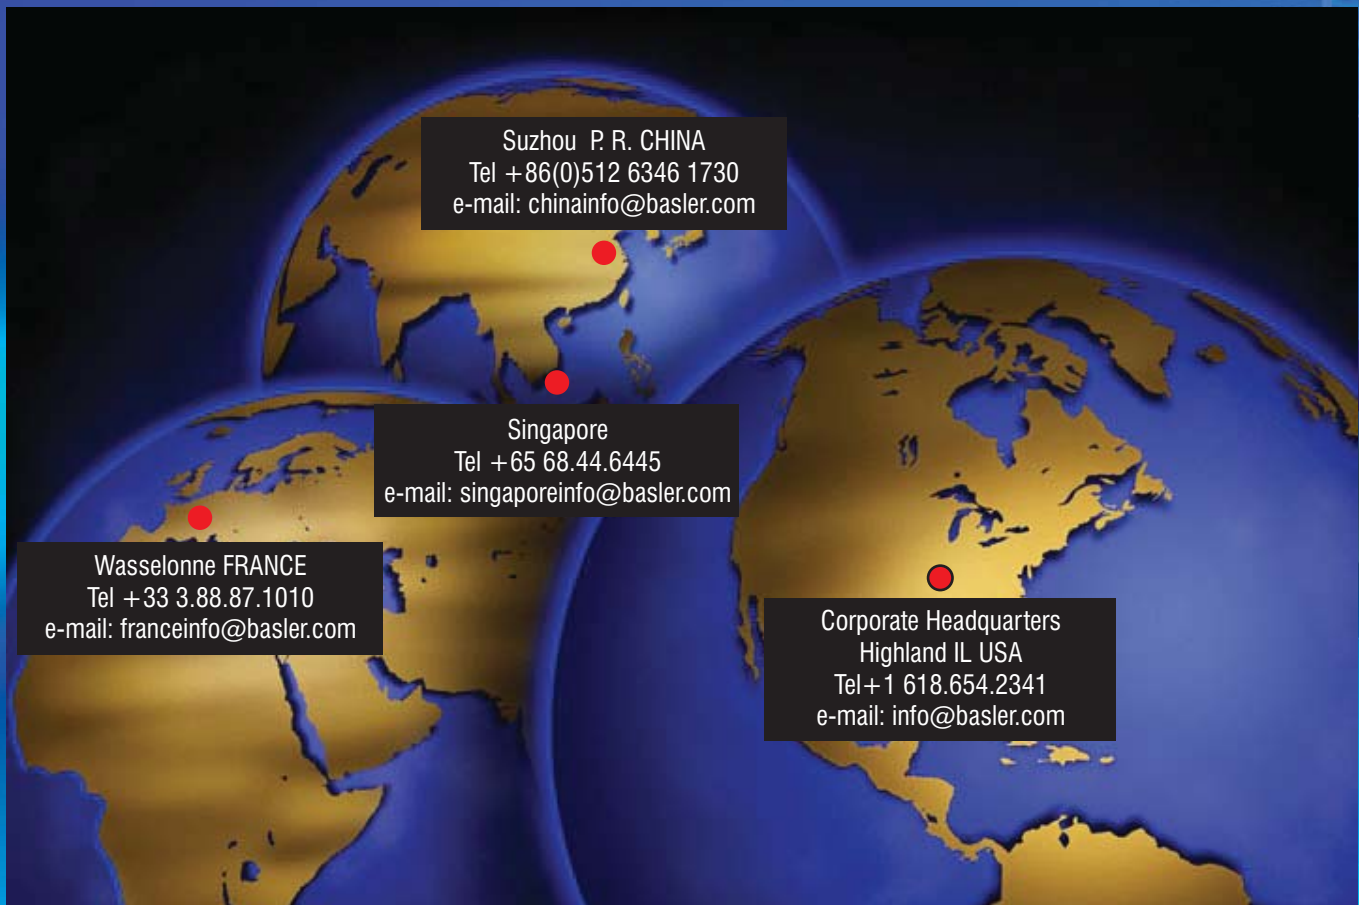 Suzhou P. R. CHINA
Tel +86(0)512 6346 1730
e-mail: chinainfo@basler.com
Singapore
Tel +65 68.44.6445
e-mail: singaporeinfo@basler.com
Wasselonne FRANCE
Tel +33 3.88.87.1010
e-mail: franceinfo@basler.com
Corporate Headquarters
Highland IL USA
Tel+1 618.654.2341
e-mail: info@basler.com